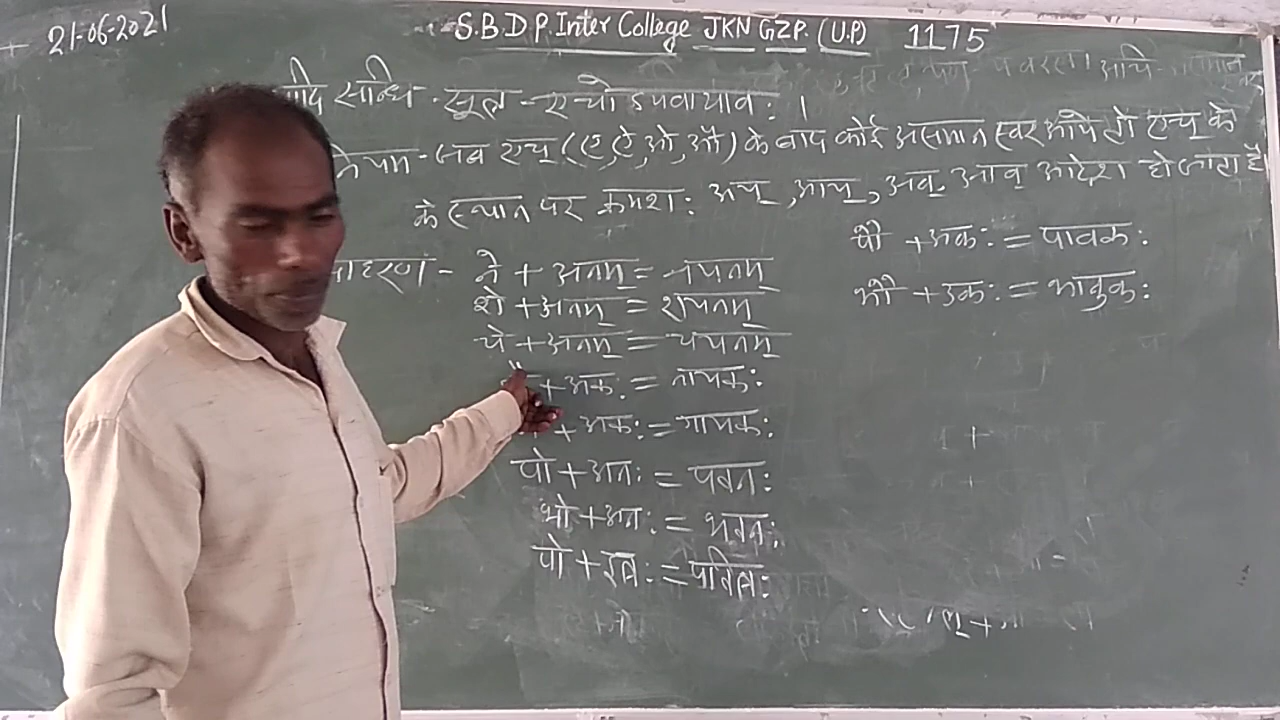 21-06-2021 S.B.D.P. Inter College JKN GZP. (U.P) 1175
सन्धि - सूत्र - एचोऽयवायावः ।
जब एच् (ए, ऐ, ओ, औ) के बाद कोई असमान स्वर आये तो एच् के
के स्थान पर क्रमशः अय्, आय्, अव्, आव् आदेश हो जाता है
ने + अनम् = नयनम्
शे + अनम् = शयनम्
चे + अनम् = चयनम्
+ अकः = नायकः
+ अकः = गायकः
पो + अनः = पवनः
भो + अनः = भवनः
पो + इत्रः = पवित्रः
पौ + अकः = पावकः
भौ + उकः = भावुकः